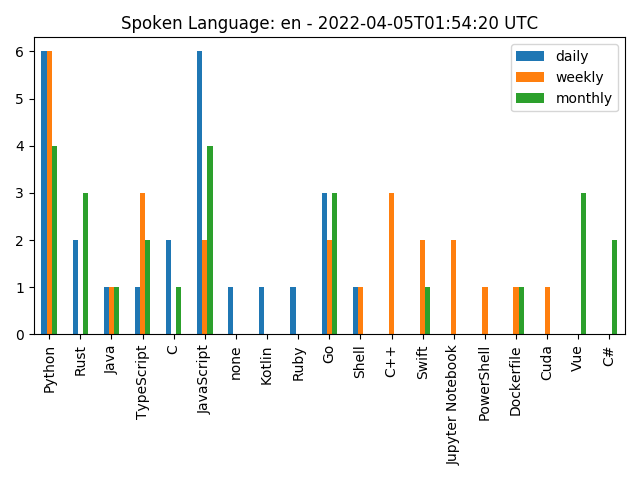 Spoken Language: en - 2022-04-05T01:54:20 UTC
daily
weekly
monthly
6
5
4
3
2
1
0
Python
Rust
Java
TypeScript
C
JavaScript
none
Kotlin
Ruby
Go
Shell
C++
Swift
Jupyter Notebook
PowerShell
Dockerfile
Cuda
Vue
C#